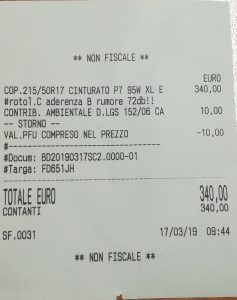 ** NON FISCALE **
EURO
COP.215/50R17 CINTURATO P7 95W XL E 340,00
#rotol.C aderenza B rumore 72db!!
CONTRIB. AMBIENTALE D.LGS 152/06 CA 10,00
-- STORNO --
VAL.PFU COMPRESO NEL PREZZO -10,00
#--------------------------------
#Docum: BD20190317SC2.0000-01
#Targa: FD651JH
TOTALE EURO 340,00
CONTANTI 340,00
SF.0031 17/03/19 09:44
** NON FISCALE **